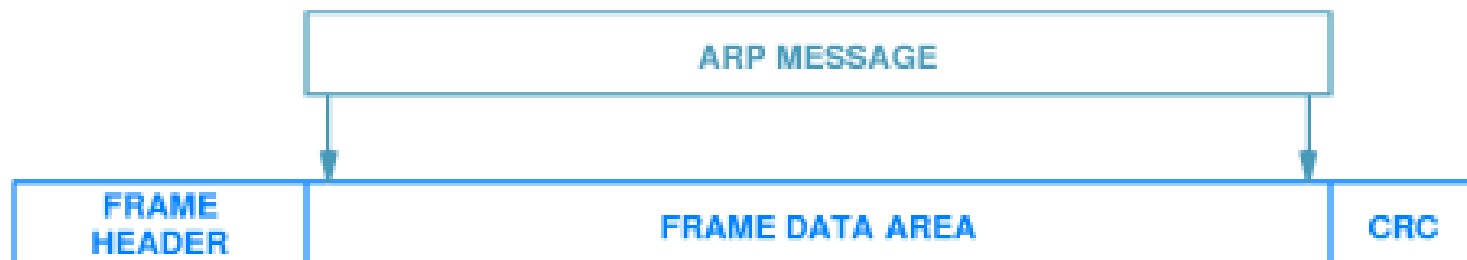 ARP MESSAGE
FRAME
HEADER
FRAME DATA AREA
CRC